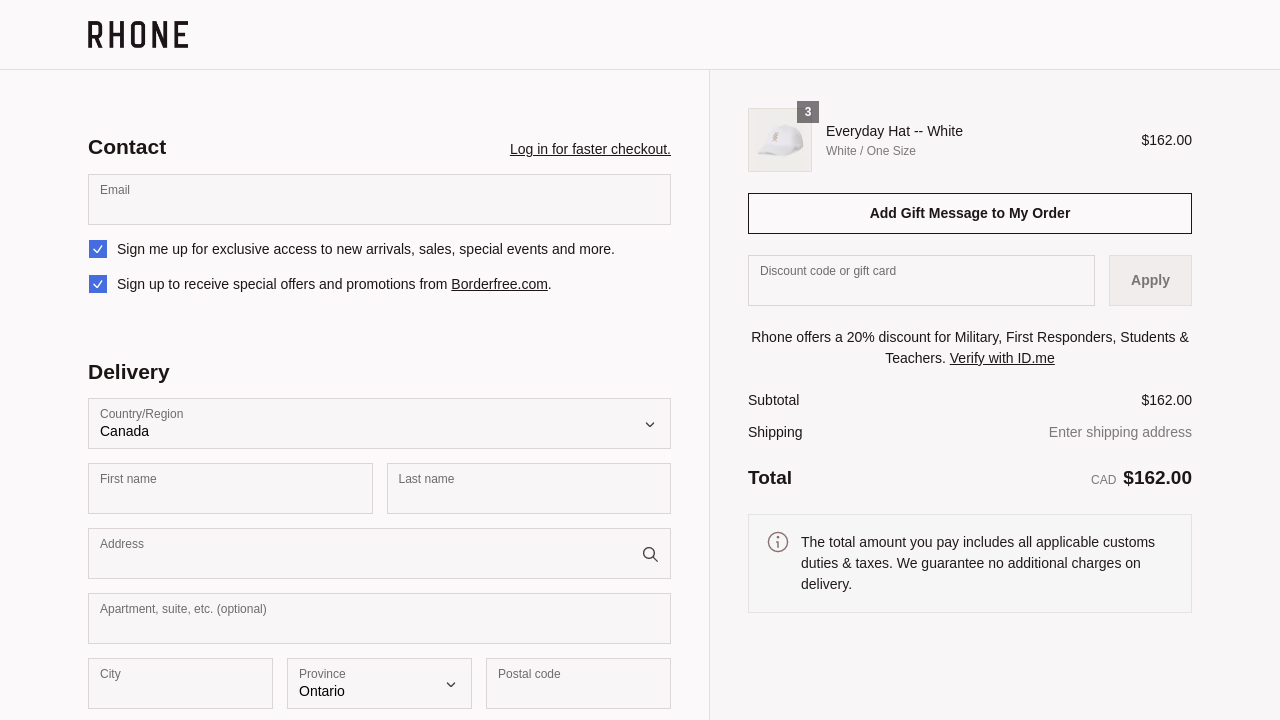 RHONE
Contact
Log in for faster checkout.
Email
Sign me up for exclusive access to new arrivals, sales, special events and more.
Sign up to receive special offers and promotions from Borderfree.com.
Delivery
Country/Region
Canada
First name
Last name
Address
Apartment, suite, etc. (optional)
City
Province
Ontario
Postal code
3
Everyday Hat -- White
White / One Size
$162.00
Add Gift Message to My Order
Discount code or gift card
Apply
Rhone offers a 20% discount for Military, First Responders, Students &
Teachers. Verify with ID.me
Subtotal $162.00
Shipping Enter shipping address
Total CAD $162.00
The total amount you pay includes all applicable customs
duties & taxes. We guarantee no additional charges on
delivery.